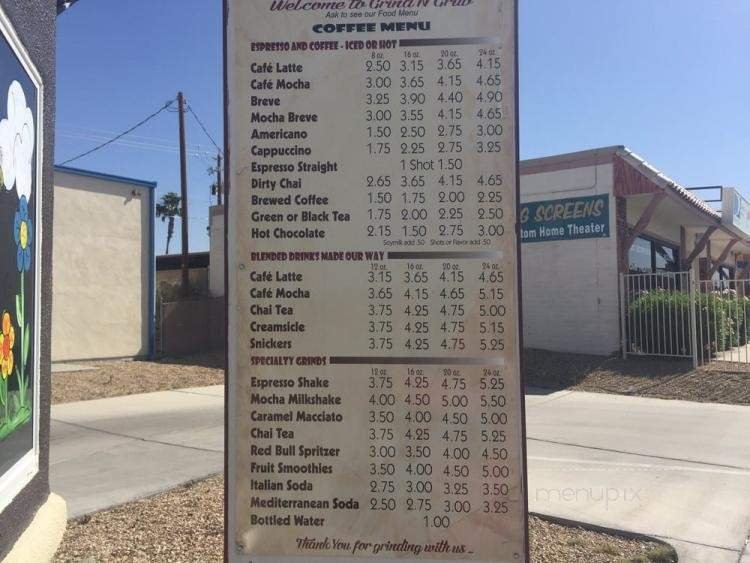 Welcome to Grind N Grub
Ask to see our Food Menu
COFFEE MENU
ESPRESSO AND COFFEE - ICED OR HOT
8 oz. 16 oz. 20 oz. 24 oz.
Café Latte 2.50 3.15 3.65 4.15
Café Mocha 3.00 3.65 4.15 4.65
Breve 3.25 3.90 4.40 4.90
Mocha Breve 3.00 3.55 4.15 4.65
Americano 1.50 2.50 2.75 3.00
Cappuccino 1.75 2.25 2.75 3.25
Espresso Straight 1 Shot 1.50
Dirty Chai 2.65 3.65 4.15 4.65
Brewed Coffee 1.50 1.75 2.00 2.25
Green or Black Tea 1.75 2.00 2.25 2.50
Hot Chocolate 2.15 1.50 2.75 3.00
Soymilk add .50 Shots or Flavor add .50
BLENDED DRINKS MADE OUR WAY
12 oz. 16 oz. 20 oz. 24 oz.
Café Latte 3.15 3.65 4.15 4.65
Café Mocha 3.65 4.15 4.65 5.15
Chai Tea 3.75 4.25 4.75 5.00
Creamsicle 3.75 4.25 4.75 5.15
Snickers 3.75 4.25 4.75 5.25
SPECIALTY GRINDS
12 oz. 16 oz. 20 oz. 24 oz.
Espresso Shake 3.75 4.25 4.75 5.25
Mocha Milkshake 4.00 4.50 5.00 5.50
Caramel Macciato 3.50 4.00 4.50 5.00
Chai Tea 3.75 4.25 4.75 5.25
Red Bull Spritzer 3.00 3.50 4.00 4.50
Fruit Smoothies 3.50 4.00 4.50 5.00
Italian Soda 2.75 3.00 3.25 3.50
Mediterranean Soda 2.50 2.75 3.00 3.25
Bottled Water 1.00
Thank You for grinding with us
G SCREENS
tom Home Theater
menupix